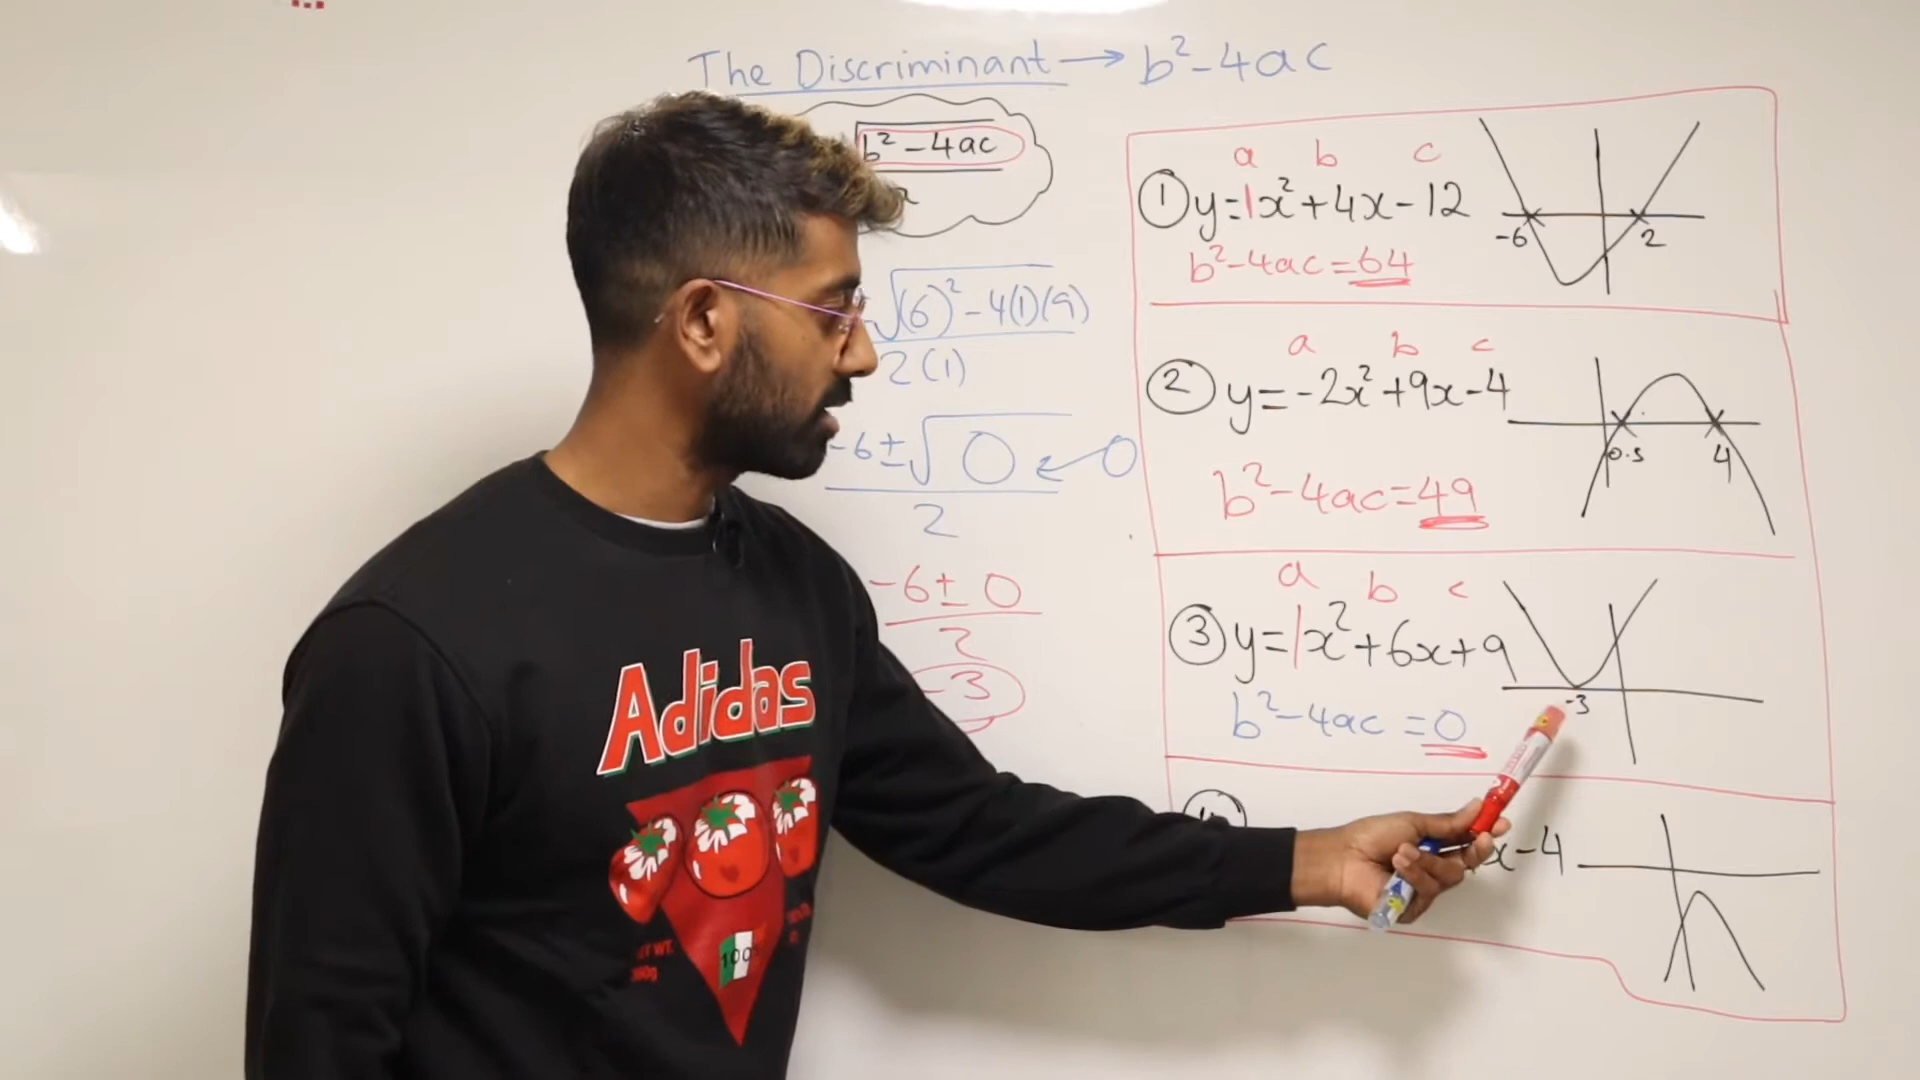 The Discriminant → b²-4ac
b²-4ac
√(6)²-4(1)(9)
2(1)
-6±√0 ← 0
2
-6±0
2
-3
a b c
① y=1x²+4x-12
b²-4ac=64
-6 2
a b c
② y=-2x²+9x-4
b²-4ac=49
0.5 4
a b c
③ y=1x²+6x+9
b²-4ac=0
-3
x-4
Adidas
100